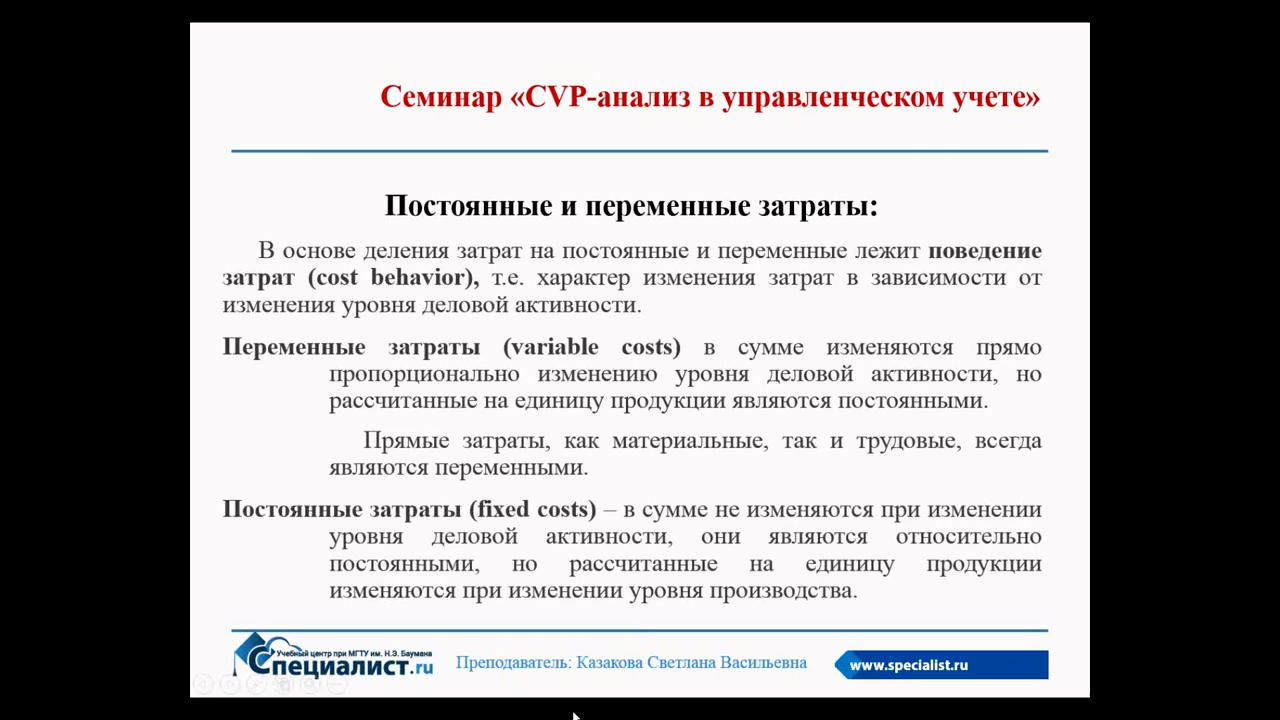 Семинар «CVP-анализ в управленческом учете»
Постоянные и переменные затраты:
В основе деления затрат на постоянные и переменные лежит поведение
затрат (cost behavior), т.е. характер изменения затрат в зависимости от
изменения уровня деловой активности.
Переменные затраты (variable costs) в сумме изменяются прямо
пропорционально изменению уровня деловой активности, но
рассчитанные на единицу продукции являются постоянными.
Прямые затраты, как материальные, так и трудовые, всегда
являются переменными.
Постоянные затраты (fixed costs) – в сумме не изменяются при изменении
уровня деловой активности, они являются относительно
постоянными, но рассчитанные на единицу продукции
изменяются при изменении уровня производства.
Учебный центр при МГТУ им. Н.Э. Баумана
Специалист.ru
Преподаватель: Казакова Светлана Васильевна
www.specialist.ru